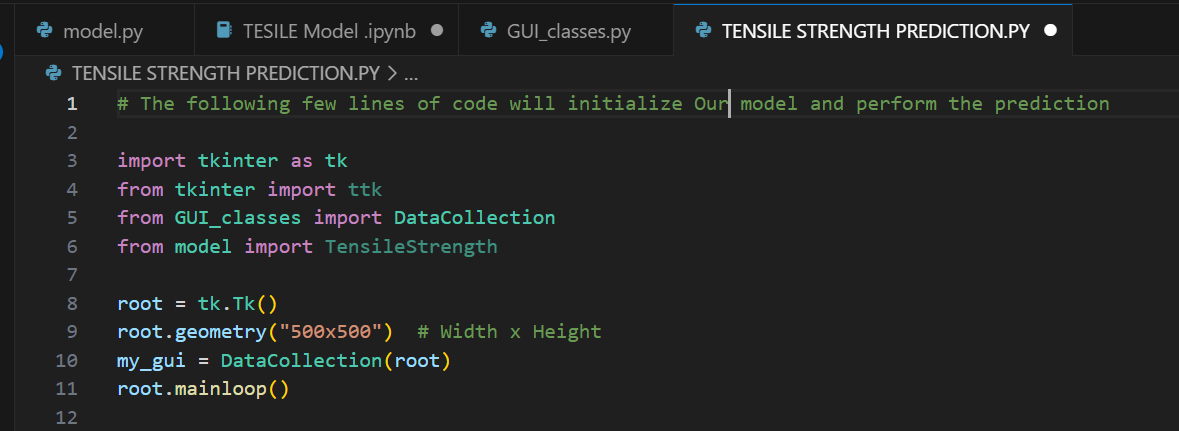 model.py TESILE Model .ipynb GUI_classes.py TENSILE STRENGTH PREDICTION.PY
TENSILE STRENGTH PREDICTION.PY > ...
1 # The following few lines of code will initialize Our model and perform the prediction
2
3 import tkinter as tk
4 from tkinter import ttk
5 from GUI_classes import DataCollection
6 from model import TensileStrength
7
8 root = tk.Tk()
9 root.geometry("500x500")  # Width x Height
10 my_gui = DataCollection(root)
11 root.mainloop()
12